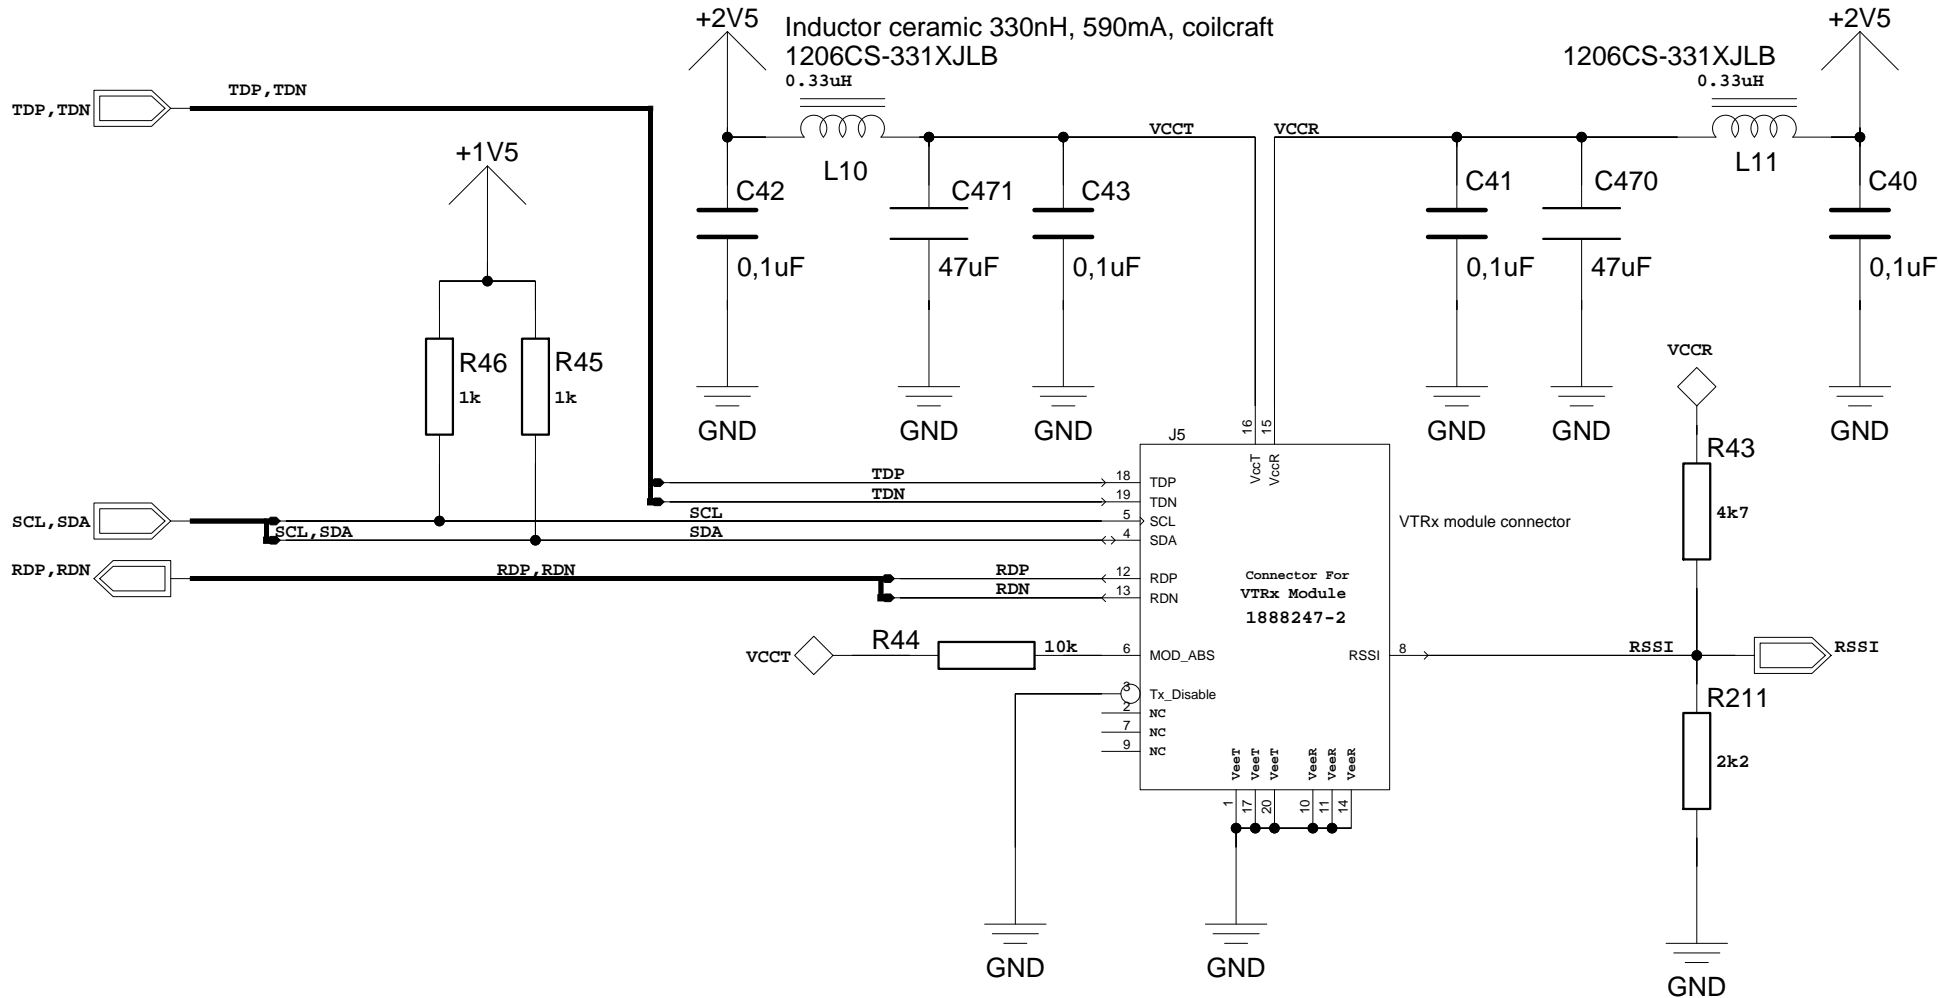 +2V5
Inductor ceramic 330nH, 590mA, coilcraft
1206CS-331XJLB
0.33uH
+2V5
1206CS-331XJLB
0.33uH
TDP,TDN
TDP,TDN
VCCT
VCCR
L10
L11
+1V5
C42
C471
C43
C41
C470
C40
0,1uF
47uF
0,1uF
0,1uF
47uF
0,1uF
R46
1k
R45
1k
VCCR
GND
GND
GND
GND
GND
GND
R43
4k7
J5
16
15
VccT
VccR
TDP
18
TDP
TDN
19
TDN
SCL,SDA
SCL
5
SCL
SCL,SDA
SDA
4
SDA
VTRx module connector
RDP,RDN
RDP,RDN
RDP
12
RDP
RDN
13
RDN
Connector For
VTRx Module
1888247-2
VCCT
R44
10k
6
MOD_ABS
RSSI
8
RSSI
RSSI
3
Tx_Disable
2
NC
7
NC
9
NC
R211
2k2
VeeT
VeeT
VeeT
VeeR
VeeR
VeeR
1
17
20
10
11
14
GND
GND
GND